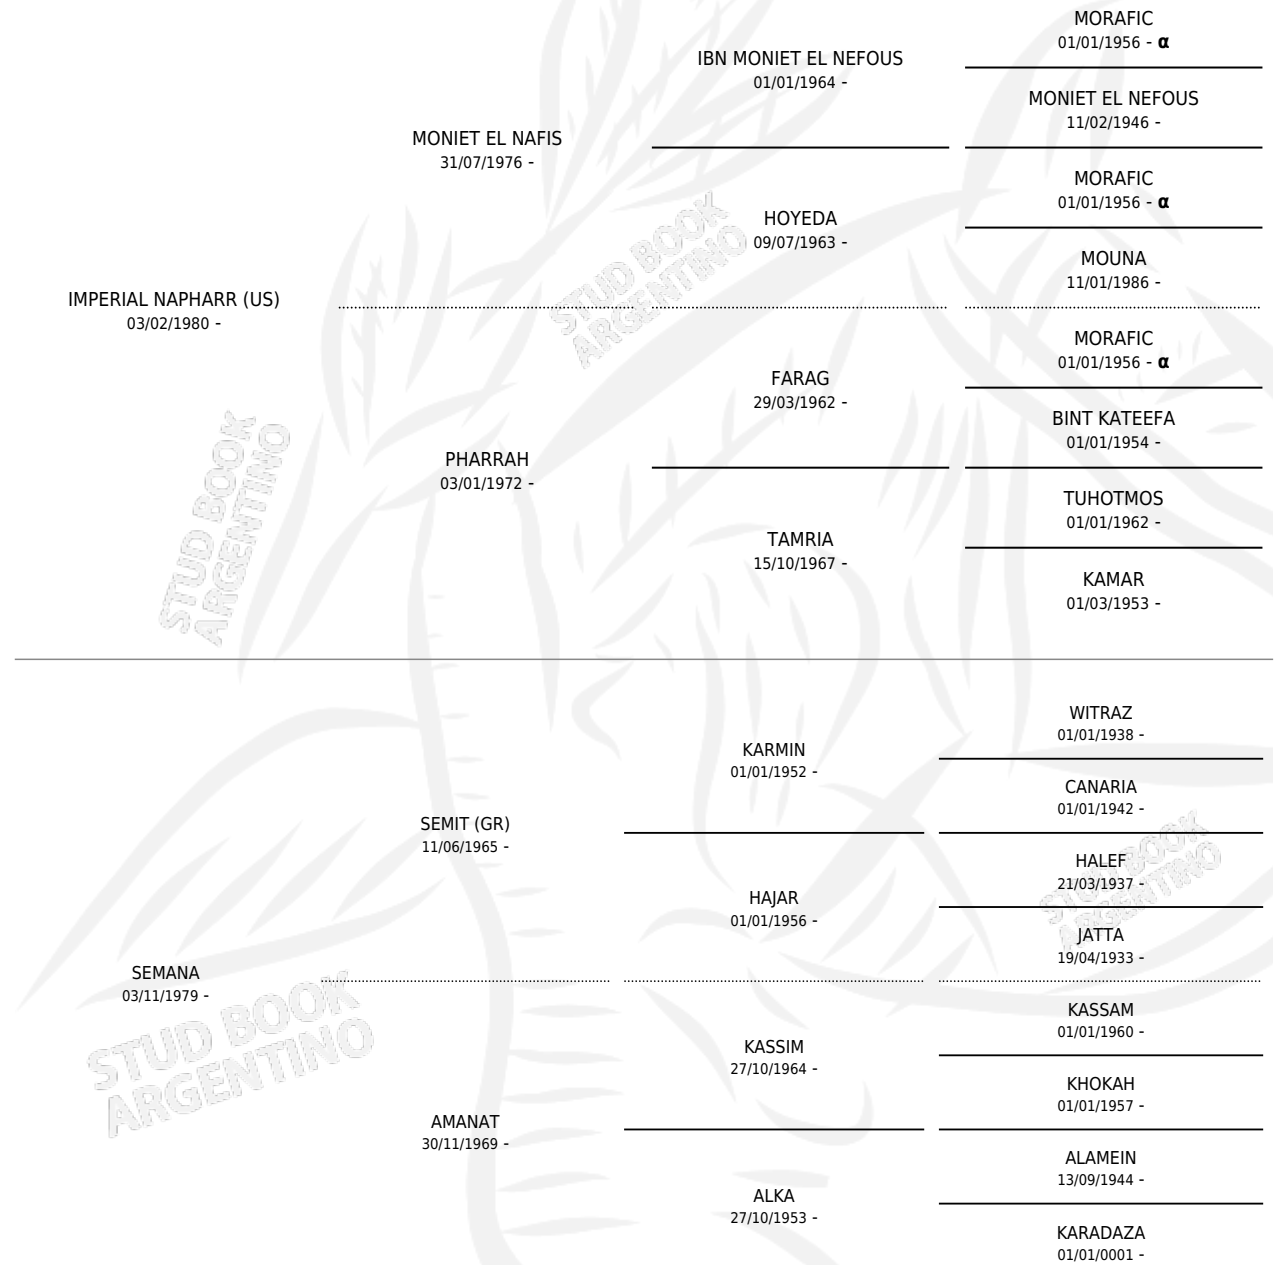 MORAFIC
01/01/1956 - α
IBN MONIET EL NEFOUS
01/01/1964 -
MONIET EL NEFOUS
11/02/1946 -
MONIET EL NAFIS
31/07/1976 -
MORAFIC
01/01/1956 - α
HOYEDA
09/07/1963 -
MOUNA
11/01/1986 -
IMPERIAL NAPHARR (US)
03/02/1980 -
MORAFIC
01/01/1956 - α
FARAG
29/03/1962 -
BINT KATEEFA
01/01/1954 -
PHARRAH
03/01/1972 -
TUHOTMOS
01/01/1962 -
TAMRIA
15/10/1967 -
KAMAR
01/03/1953 -
STUD BOOK
ARGENTINO
STUD BOOK
ARGENTINO
WITRAZ
01/01/1938 -
KARMIN
01/01/1952 -
CANARIA
01/01/1942 -
SEMIT (GR)
11/06/1965 -
HALEF
21/03/1937 -
HAJAR
01/01/1956 -
JATTA
19/04/1933 -
SEMANA
03/11/1979 -
KASSAM
01/01/1960 -
KASSIM
27/10/1964 -
KHOKAH
01/01/1957 -
AMANAT
30/11/1969 -
ALAMEIN
13/09/1944 -
ALKA
27/10/1953 -
KARADAZA
01/01/0001 -
STUD BOOK
ARGENTINO
STUD BOOK
ARGENTINO